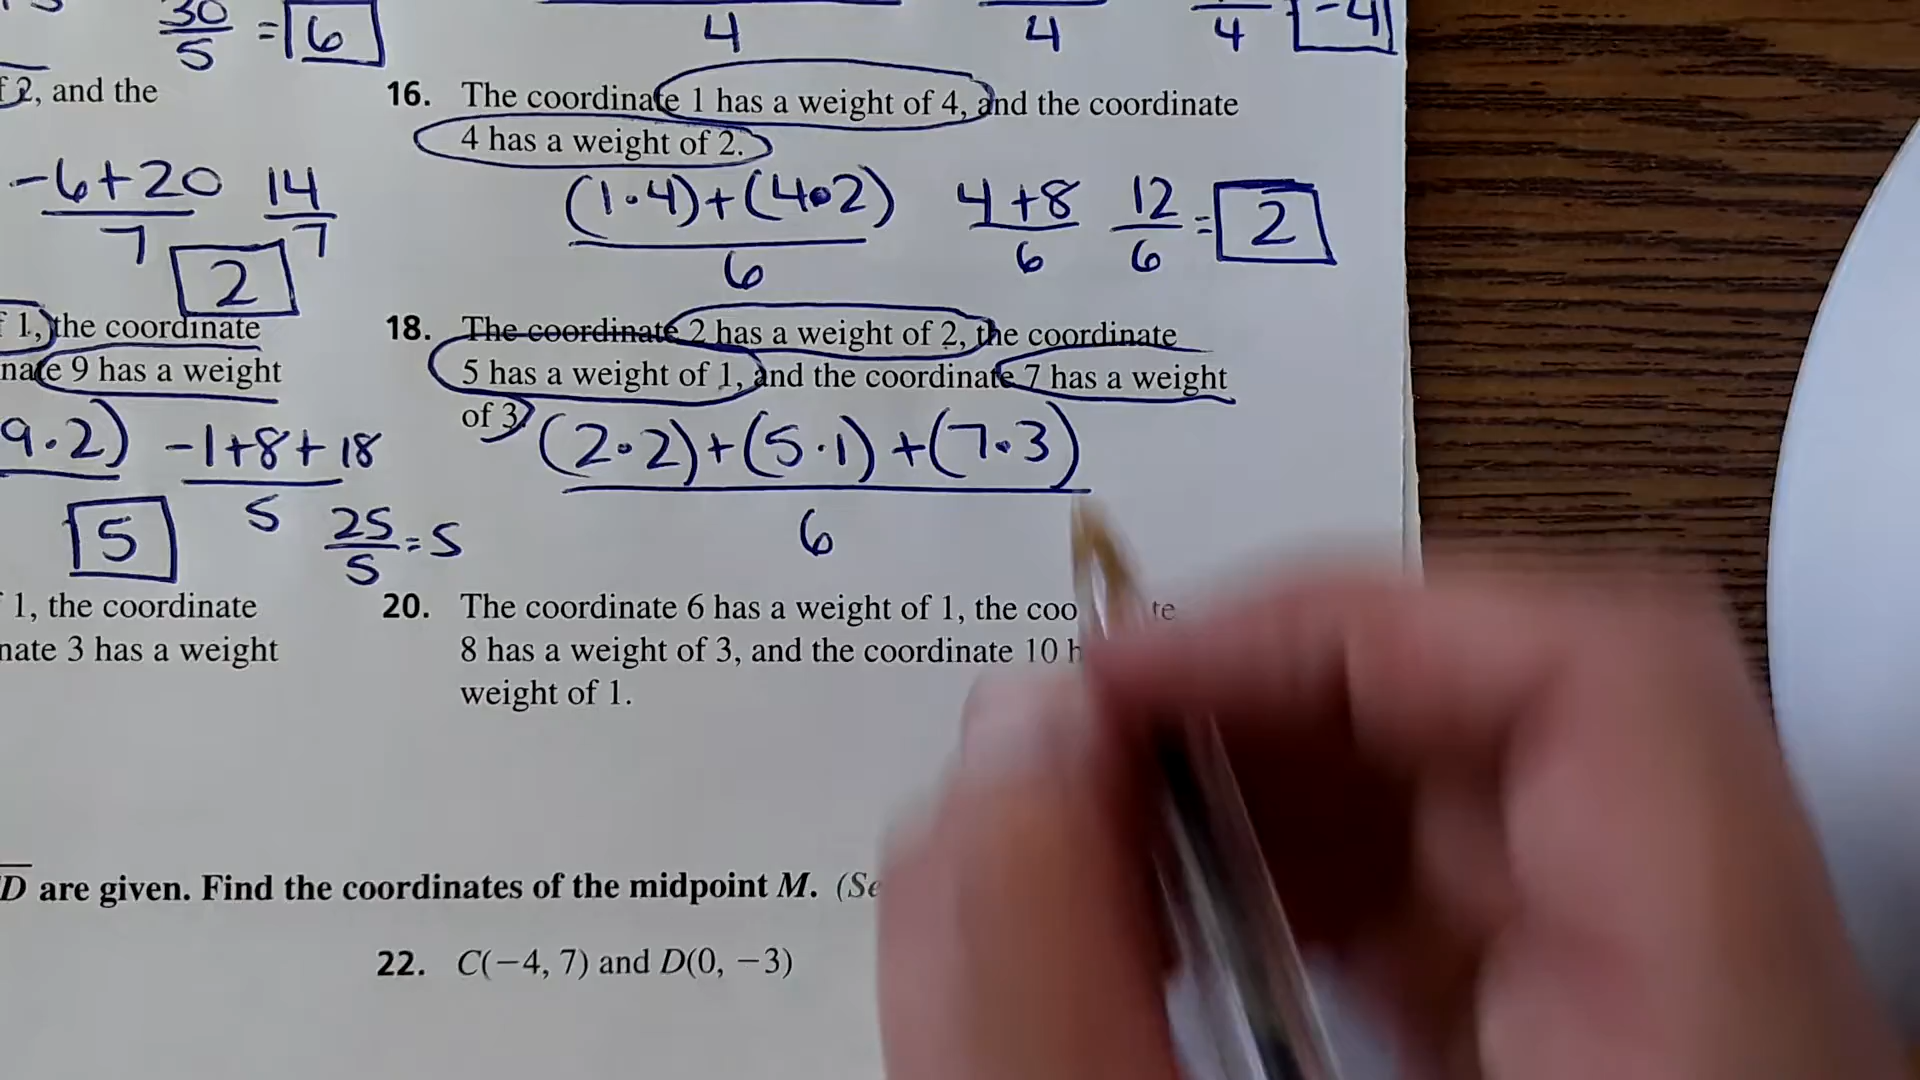 30/5 = 6
4
4
4 -4
f 2, and the
-6+20/7 14/7
2
f 1, the coordinate
nate 9 has a weight
9·2) -1+8+18/5
5 25/5 = 5
f 1, the coordinate
nate 3 has a weight
16. The coordinate 1 has a weight of 4, and the coordinate
4 has a weight of 2.
(1·4)+(4·2)/6 4+8/6 12/6 = 2
18. The coordinate 2 has a weight of 2, the coordinate
5 has a weight of 1, and the coordinate 7 has a weight
of 3.
(2·2)+(5·1)+(7·3)/6
20. The coordinate 6 has a weight of 1, the coo te
8 has a weight of 3, and the coordinate 10 h
weight of 1.
D are given. Find the coordinates of the midpoint M. (Se
22. C(−4, 7) and D(0, −3)